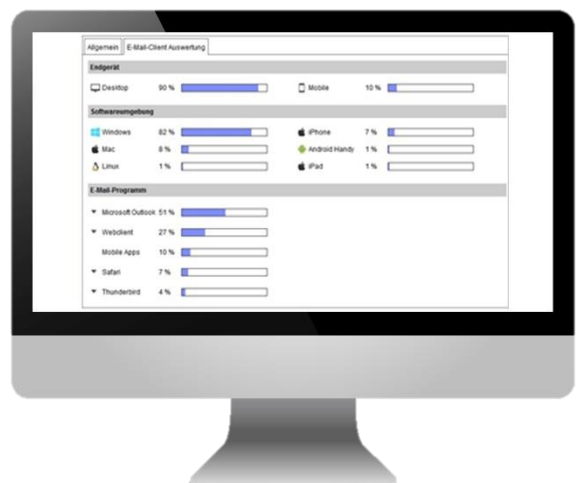 Allgemein E-Mail-Client Auswertung
Endgerät
Desktop 90 % Mobile 10 %
Softwareumgebung
Windows 82 % iPhone 7 %
Mac 8 % Android Handy 1 %
Linux 1 % iPad 1 %
E-Mail-Programm
Microsoft Outlook 51 %
Webclient 27 %
Mobile Apps 10 %
Safari 7 %
Thunderbird 4 %